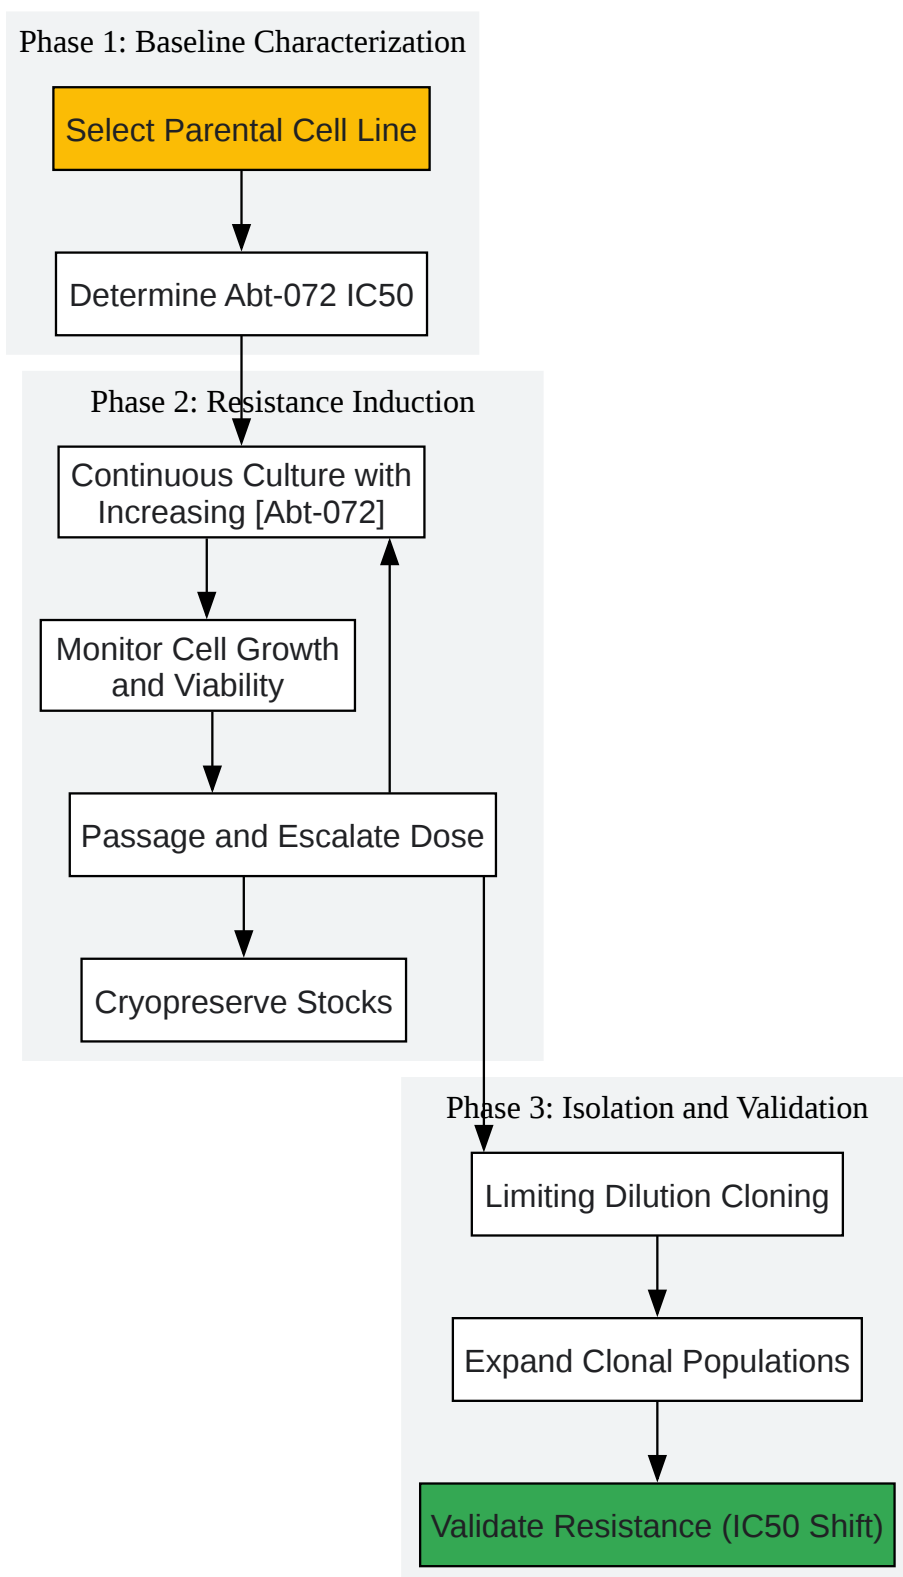 Phase 1: Baseline Characterization
Select Parental Cell Line
Determine Abt-072 IC50
Phase 2: Resistance Induction
Continuous Culture with
Increasing [Abt-072]
Monitor Cell Growth
and Viability
Passage and Escalate Dose
Cryopreserve Stocks
Phase 3: Isolation and Validation
Limiting Dilution Cloning
Expand Clonal Populations
Validate Resistance (IC50 Shift)